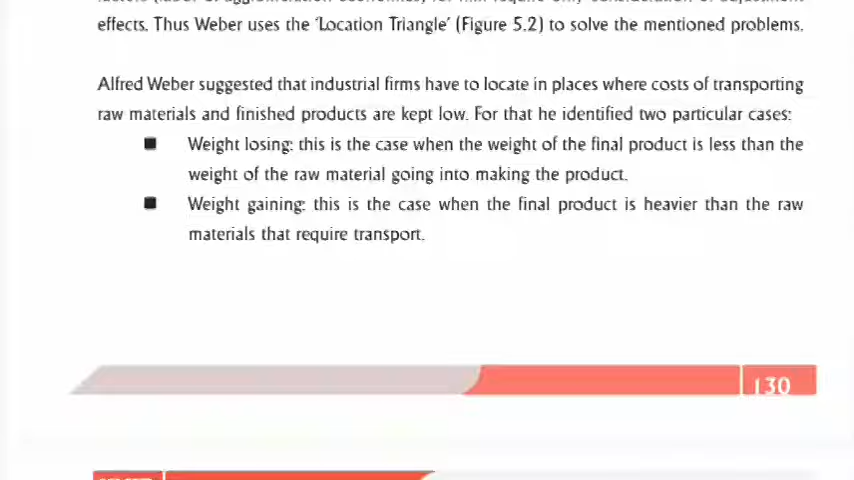 effects. Thus Weber uses the 'Location Triangle' (Figure 5.2) to solve the mentioned problems.
Alfred Weber suggested that industrial firms have to locate in places where costs of transporting
raw materials and finished products are kept low. For that he identified two particular cases:
■ Weight losing: this is the case when the weight of the final product is less than the
weight of the raw material going into making the product.
■ Weight gaining: this is the case when the final product is heavier than the raw
materials that require transport.
130